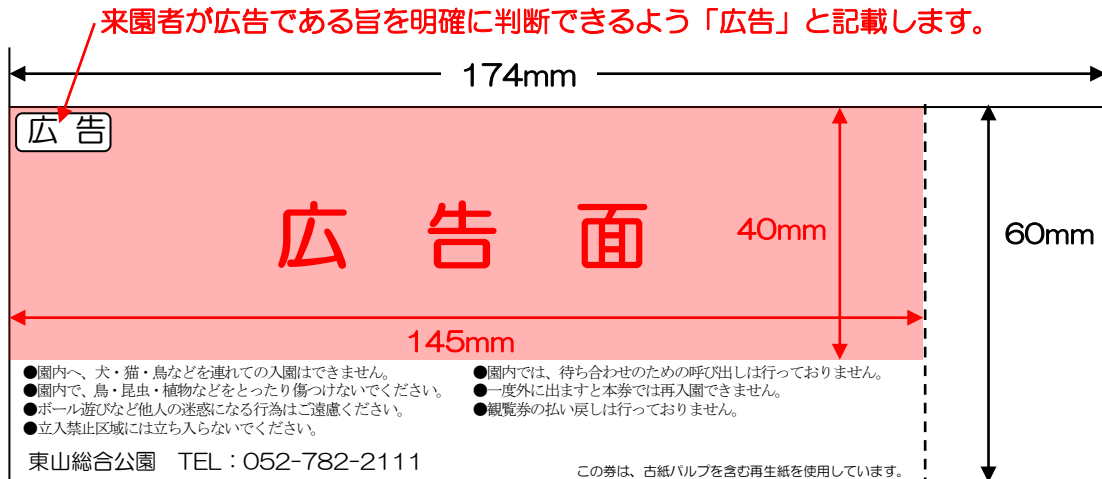 来園者が広告である旨を明確に判断できるよう「広告」と記載します。
174mm
広 告
広 告 面
40mm
60mm
145mm
●園内へ、犬・猫・鳥などを連れての入園はできません。
●園内で、鳥・昆虫・植物などをとったり傷つけないでください。
●ボール遊びなど他人の迷惑になる行為はご遠慮ください。
●立入禁止区域には立ち入らないでください。
●園内では、待ち合わせのための呼び出しは行っておりません。
●一度外に出ますと本券では再入園できません。
●観覧券の払い戻しは行っておりません。
東山総合公園 TEL：052-782-2111
この券は、古紙パルプを含む再生紙を使用しています。